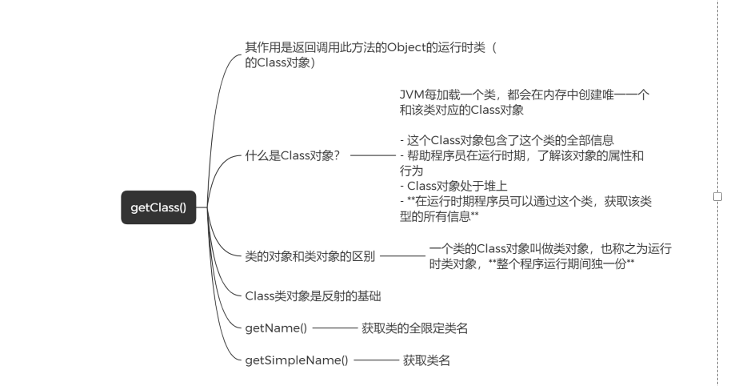 其作用是返回调用此方法的Object的运行时类（
的Class对象）
JVM每加载一个类，都会在内存中创建唯一一个
和该类对应的Class对象
什么是Class对象？
- 这个Class对象包含了这个类的全部信息
- 帮助程序员在运行时期，了解该对象的属性和
行为
- Class对象处于堆上
- **在运行时期程序员可以通过这个类，获取该类
型的所有信息**
getClass()
类的对象和类对象的区别
一个类的Class对象叫做类对象，也称之为运行
时类对象，**整个程序运行期间独一份**
Class类对象是反射的基础
getName()
获取类的全限定类名
getSimpleName()
获取类名